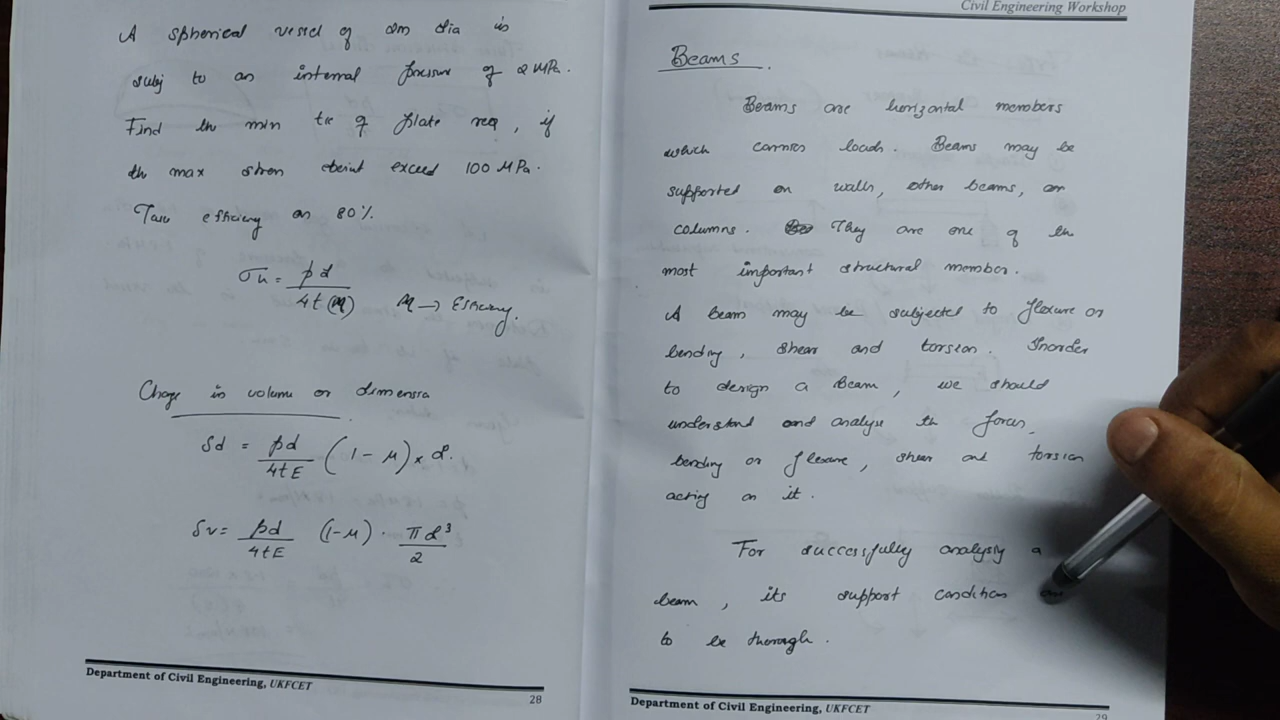 A spherical vessel of 2m dia is
subj to an internal pressure of 2 MPa.
Find the min tk of plate req, if
the max stress exceed 100 MPa.
Take efficiency as 80%.
σh = pd / 4t(η) η → Efficiency.
Change in volume or dimension
δd = pd / 4tE (1 - μ) × d.
δv = pd / 4tE (1-μ) · πd³ / 2
Department of Civil Engineering, UKFCET
28
Civil Engineering Workshop
Beams.
Beams are horizontal members
which carries loads. Beams may be
supported on walls, other beams, or
columns. They are one of the
most important structural member.
A beam may be subjected to flexure or
bending, shear and torsion. Inorder
to design a Beam, we should
understand and analyse the forces,
bending or flexure, shear and torsion
acting on it.
For successfully analysig a
beam, its support condition
to be thorough.
Department of Civil Engineering, UKFCET
29